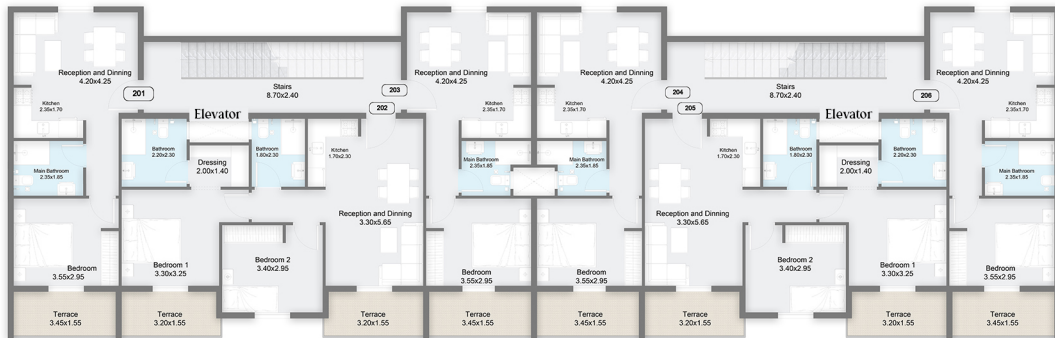 Reception and Dinning
4.20x4.25
Kitchen
2.35x1.70
201
Stairs
8.70x2.40
203
202
Elevator
Reception and Dinning
4.20x4.25
Kitchen
2.35x1.70
Reception and Dinning
4.20x4.25
Kitchen
2.35x1.70
204
205
Stairs
8.70x2.40
206
Elevator
Reception and Dinning
4.20x4.25
Kitchen
2.35x1.70
Main Bathroom
2.35x1.85
Bathroom
2.20x2.30
Dressing
2.00x1.40
Bathroom
1.80x2.30
Kitchen
1.70x2.30
Main Bathroom
2.35x1.85
Main Bathroom
2.35x1.85
Kitchen
1.70x2.30
Bathroom
1.80x2.30
Dressing
2.00x1.40
Bathroom
2.20x2.30
Main Bathroom
2.35x1.85
Reception and Dinning
3.30x5.65
Reception and Dinning
3.30x5.65
Bedroom
3.55x2.95
Bedroom 1
3.30x3.25
Bedroom 2
3.40x2.95
Bedroom
3.55x2.95
Bedroom
3.55x2.95
Bedroom 2
3.40x2.95
Bedroom 1
3.30x3.25
Bedroom
3.55x2.95
Terrace
3.45x1.55
Terrace
3.20x1.55
Terrace
3.20x1.55
Terrace
3.45x1.55
Terrace
3.45x1.55
Terrace
3.20x1.55
Terrace
3.20x1.55
Terrace
3.45x1.55